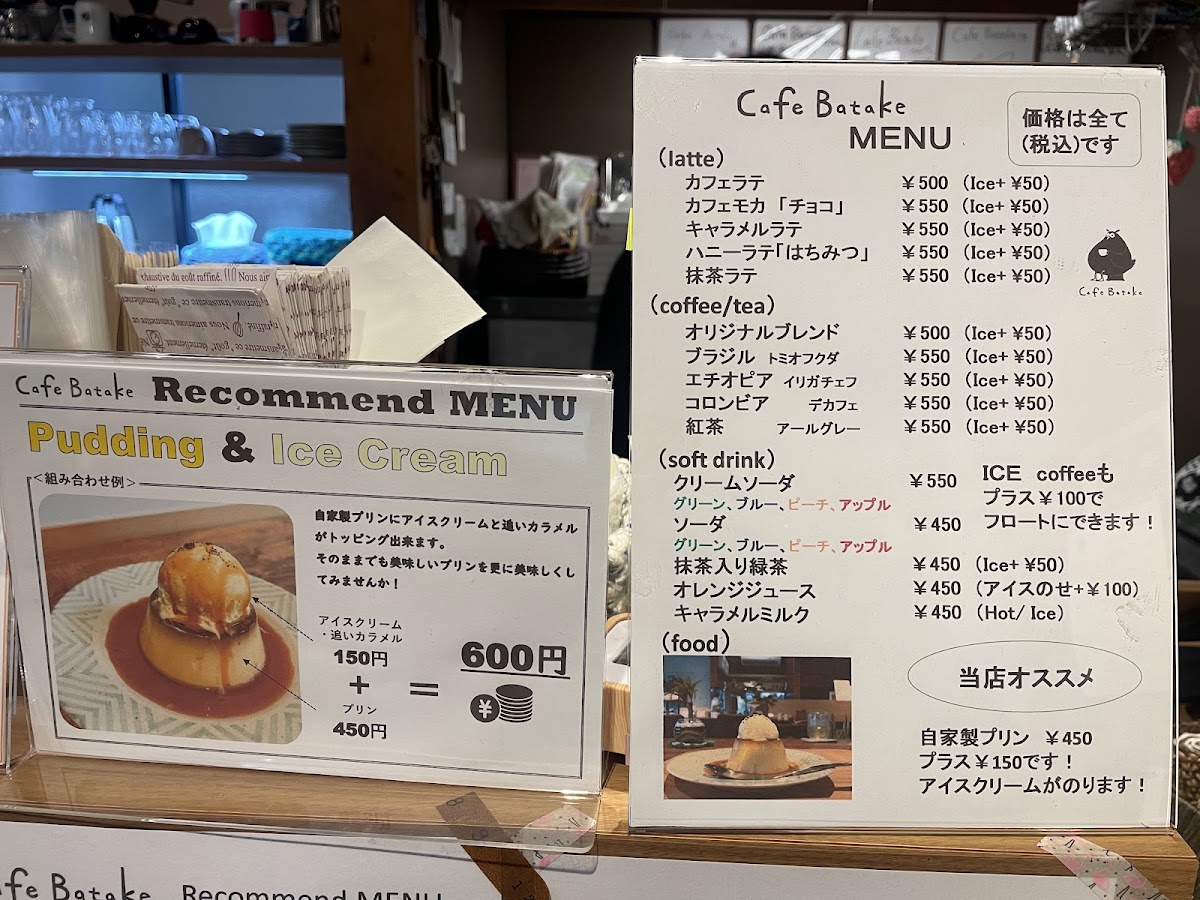 Cafe Batake Recommend MENU
Pudding & Ice Cream
＜組み合わせ例＞
自家製プリンにアイスクリームと追いカラメル
がトッピング出来ます。
そのままでも美味しいプリンを更に美味しくし
てみませんか！
アイスクリーム
・追いカラメル
150円
+
プリン
450円
=
600円
¥
Cafe Batake
MENU
価格は全て
(税込)です
(latte)
カフェラテ ￥500 (Ice+ ¥50)
カフェモカ 「チョコ」 ￥550 (Ice+ ¥50)
キャラメルラテ ￥550 (Ice+ ¥50)
ハニーラテ「はちみつ」 ￥550 (Ice+ ¥50)
抹茶ラテ ￥550 (Ice+ ¥50)
Cafe Batake
(coffee/tea)
オリジナルブレンド ￥500 (Ice+ ¥50)
ブラジル トミオフクダ ￥550 (Ice+ ¥50)
エチオピア イリガチェフ ￥550 (Ice+ ¥50)
コロンビア デカフェ ￥550 (Ice+ ¥50)
紅茶 アールグレー ￥550 (Ice+ ¥50)
(soft drink)
クリームソーダ ￥550
グリーン、ブルー、ピーチ、アップル
ソーダ ￥450
グリーン、ブルー、ピーチ、アップル
抹茶入り緑茶 ￥450 (Ice+ ¥50)
オレンジジュース ￥450 (アイスのせ+￥100)
キャラメルミルク ￥450 (Hot/ Ice)
ICE coffeeも
プラス￥100で
フロートにできます！
(food)
当店オススメ
自家製プリン ￥450
プラス￥150です！
アイスクリームがのります！
exhaustive du goût raffiné. Nous
Cafe Batake Recommend MENU